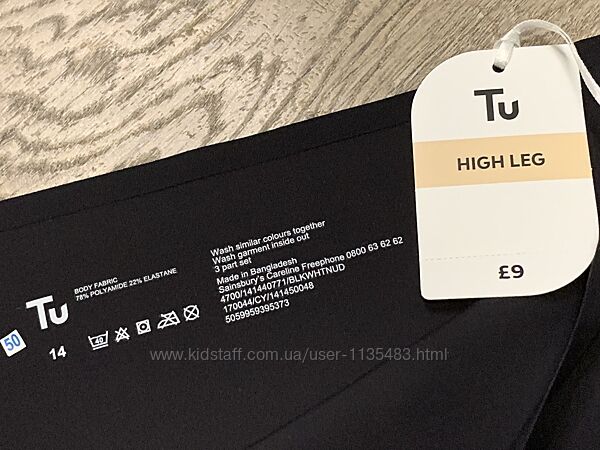 Tu
HIGH LEG
£9
Wash similar colours together
Wash garment inside out
3 part set
Made in Bangladesh
Sainsbury's Careline Freephone 0800 63 62 62
4700/141440771/BLKWHTNUD
170044/CY/141450048
5059959395373
BODY FABRIC
78% POLYAMIDE 22% ELASTANE
Tu
50
14
40
www.kidstaff.com.ua/user-1135483.html